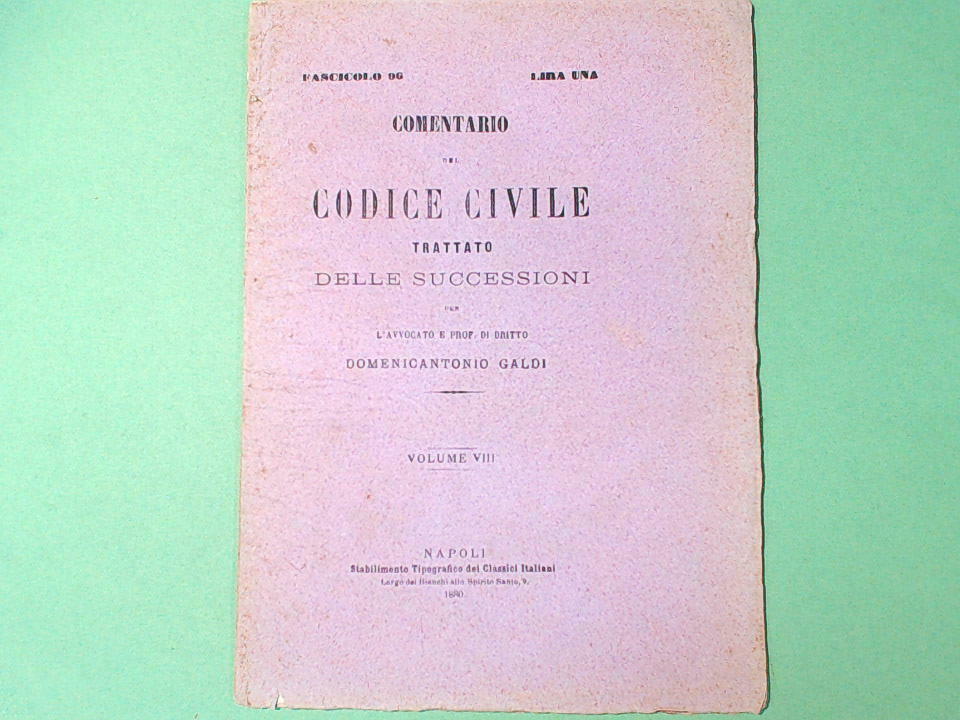 FASCICOLO 96 LIRA UNA
COMENTARIO
DEL
CODICE CIVILE
TRATTATO
DELLE SUCCESSIONI
PER
L'AVVOCATO E PROF. DI DRITTO
DOMENICANTONIO GALDI
VOLUME VIII
NAPOLI
Stabilimento Tipografico dei Classici Italiani
Largo dei Bianchi allo Spirito Santo, 9.
1880